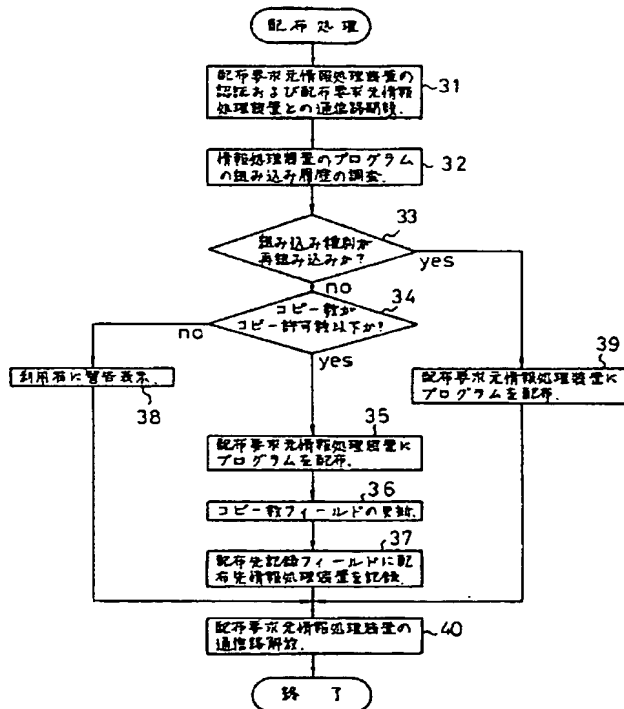 配布処理
配布要求元情報処理装置の
認証および配布要求元情報
処理装置との通信路開設.
31
情報処理装置のプログラム
の組み込み履歴の調査.
32
33
組み込み種別が
再組み込みか?
yes
no
34
コピー数が
コピー許可数以下か?
no
yes
利用者に警告表示.
38
39
配布要求元情報処理装置に
プログラムを配布.
35
配布要求元情報処理装置に
プログラムを配布.
36
コピー数フィールドの更新.
37
配布先記録フィールドに配
布先情報処理装置を記録.
配布要求元情報処理装置の
通信路解放.
40
終了